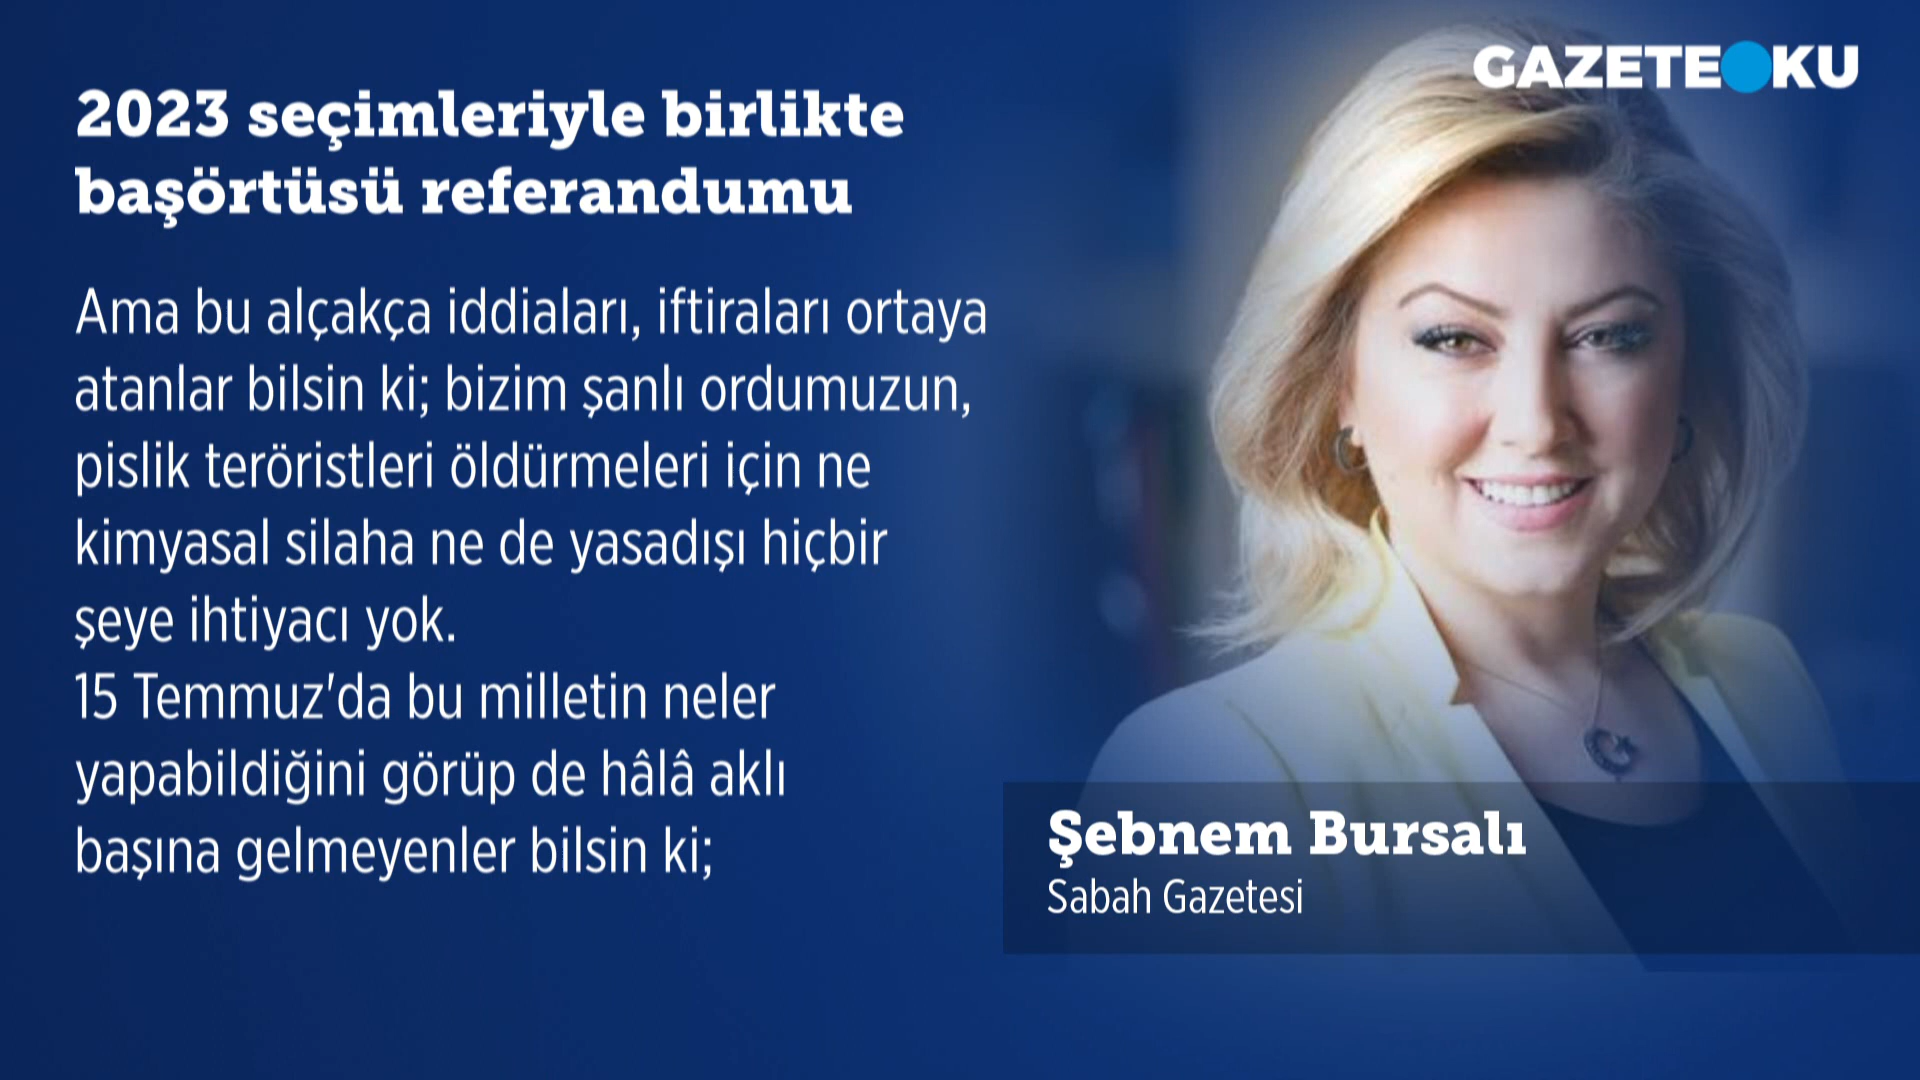 GAZETEOKU
2023 seçimleriyle birlikte
başörtüsü referandumu
Ama bu alçakça iddiaları, iftiraları ortaya
atanlar bilsin ki; bizim şanlı ordumuzun,
pislik teröristleri öldürmeleri için ne
kimyasal silaha ne de yasadışı hiçbir
şeye ihtiyacı yok.
15 Temmuz'da bu milletin neler
yapabildiğini görüp de hâlâ aklı
başına gelmeyenler bilsin ki;
Şebnem Bursalı
Sabah Gazetesi